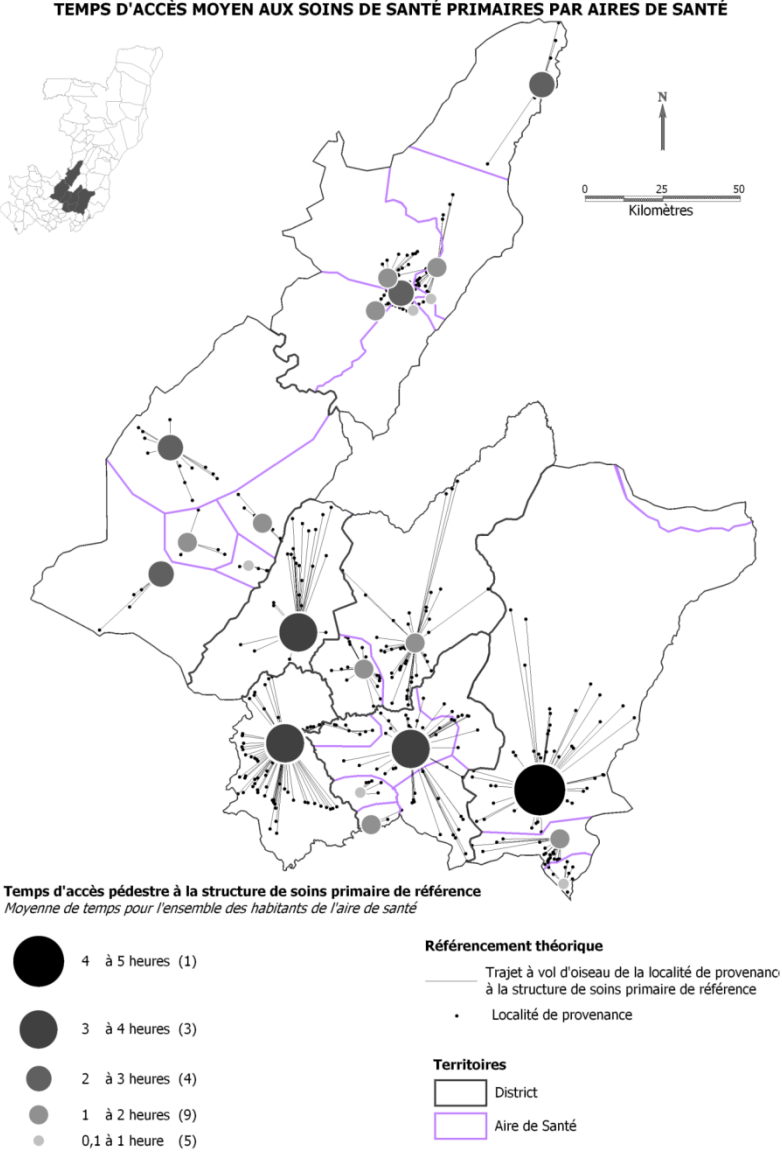 TEMPS D'ACCÈS MOYEN AUX SOINS DE SANTÉ PRIMAIRES PAR AIRES DE SANTÉ
N
0 25 50
Kilomètres
Temps d'accès pédestre à la structure de soins primaire de référence
Moyenne de temps pour l'ensemble des habitants de l'aire de santé
4 à 5 heures (1)
3 à 4 heures (3)
2 à 3 heures (4)
1 à 2 heures (9)
0,1 à 1 heure (5)
Référencement théorique
Trajet à vol d'oiseau de la localité de provenanc
à la structure de soins primaire de référence
Localité de provenance
Territoires
District
Aire de Santé